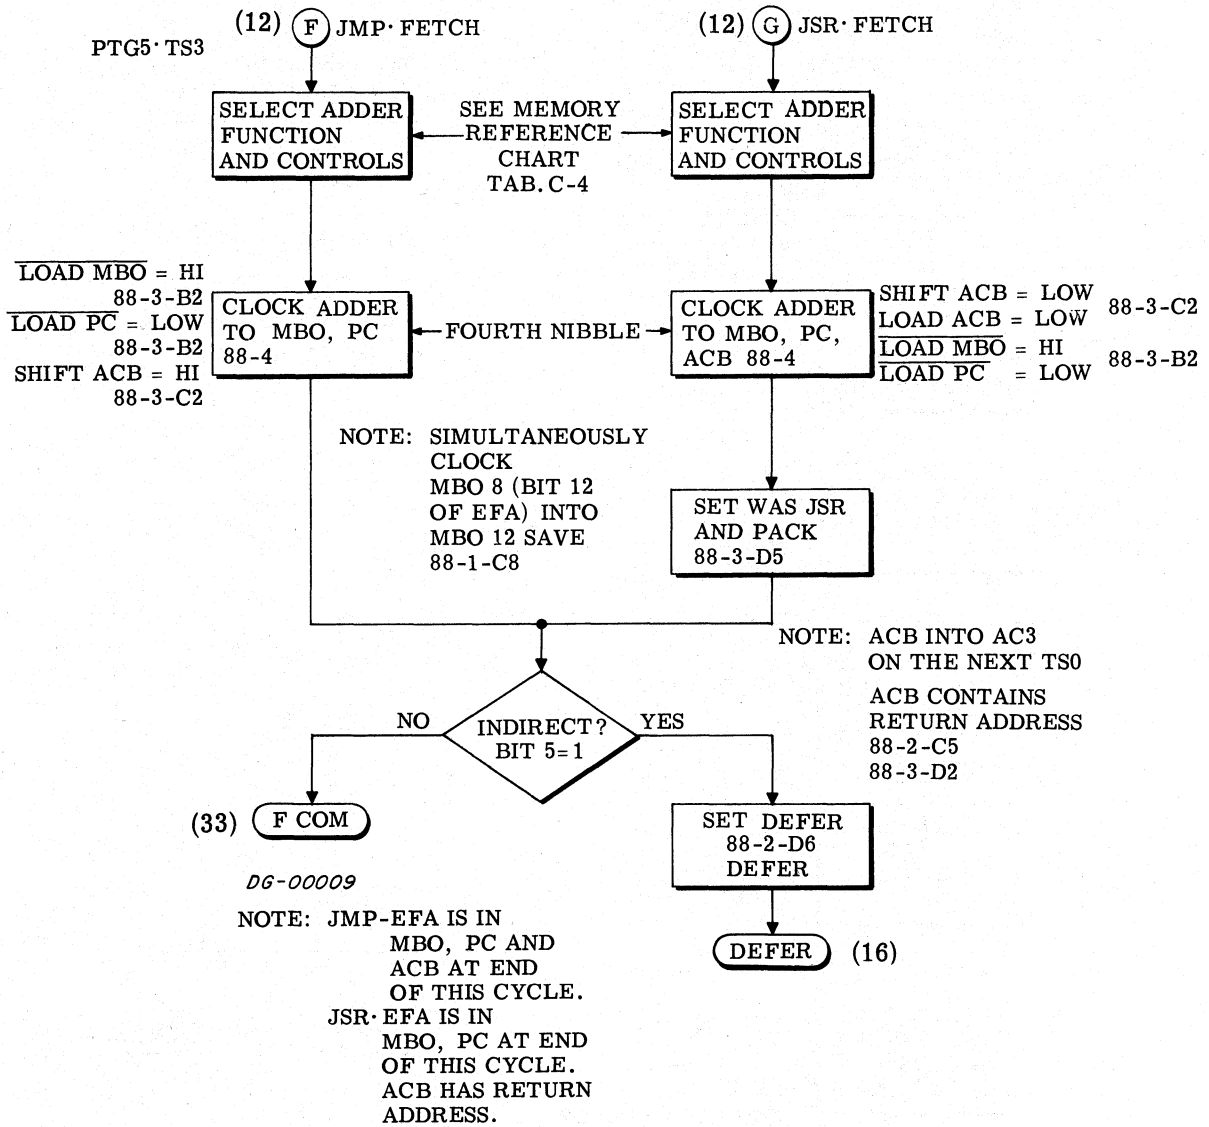 (12) F JMP· FETCH
(12) G JSR· FETCH
PTG5· TS3
SELECT ADDER
FUNCTION
AND CONTROLS
SEE MEMORY
REFERENCE
CHART
TAB. C-4
SELECT ADDER
FUNCTION
AND CONTROLS
LOAD MBO = HI
88-3-B2
LOAD PC = LOW
88-3-B2
SHIFT ACB = HI
88-3-C2
CLOCK ADDER
TO MBO, PC
88-4
FOURTH NIBBLE
CLOCK ADDER
TO MBO, PC,
ACB 88-4
SHIFT ACB = LOW
LOAD ACB = LOW
88-3-C2
LOAD MBO = HI
LOAD PC = LOW
88-3-B2
NOTE: SIMULTANEOUSLY
CLOCK
MBO 8 (BIT 12
OF EFA) INTO
MBO 12 SAVE
88-1-C8
SET WAS JSR
AND PACK
88-3-D5
NOTE: ACB INTO AC3
ON THE NEXT TS0
ACB CONTAINS
RETURN ADDRESS
88-2-C5
88-3-D2
NO
INDIRECT?
BIT 5=1
YES
(33) F COM
SET DEFER
88-2-D6
DEFER
DG-00009
DEFER (16)
NOTE: JMP-EFA IS IN
MBO, PC AND
ACB AT END
OF THIS CYCLE.
JSR· EFA IS IN
MBO, PC AT END
OF THIS CYCLE.
ACB HAS RETURN
ADDRESS.